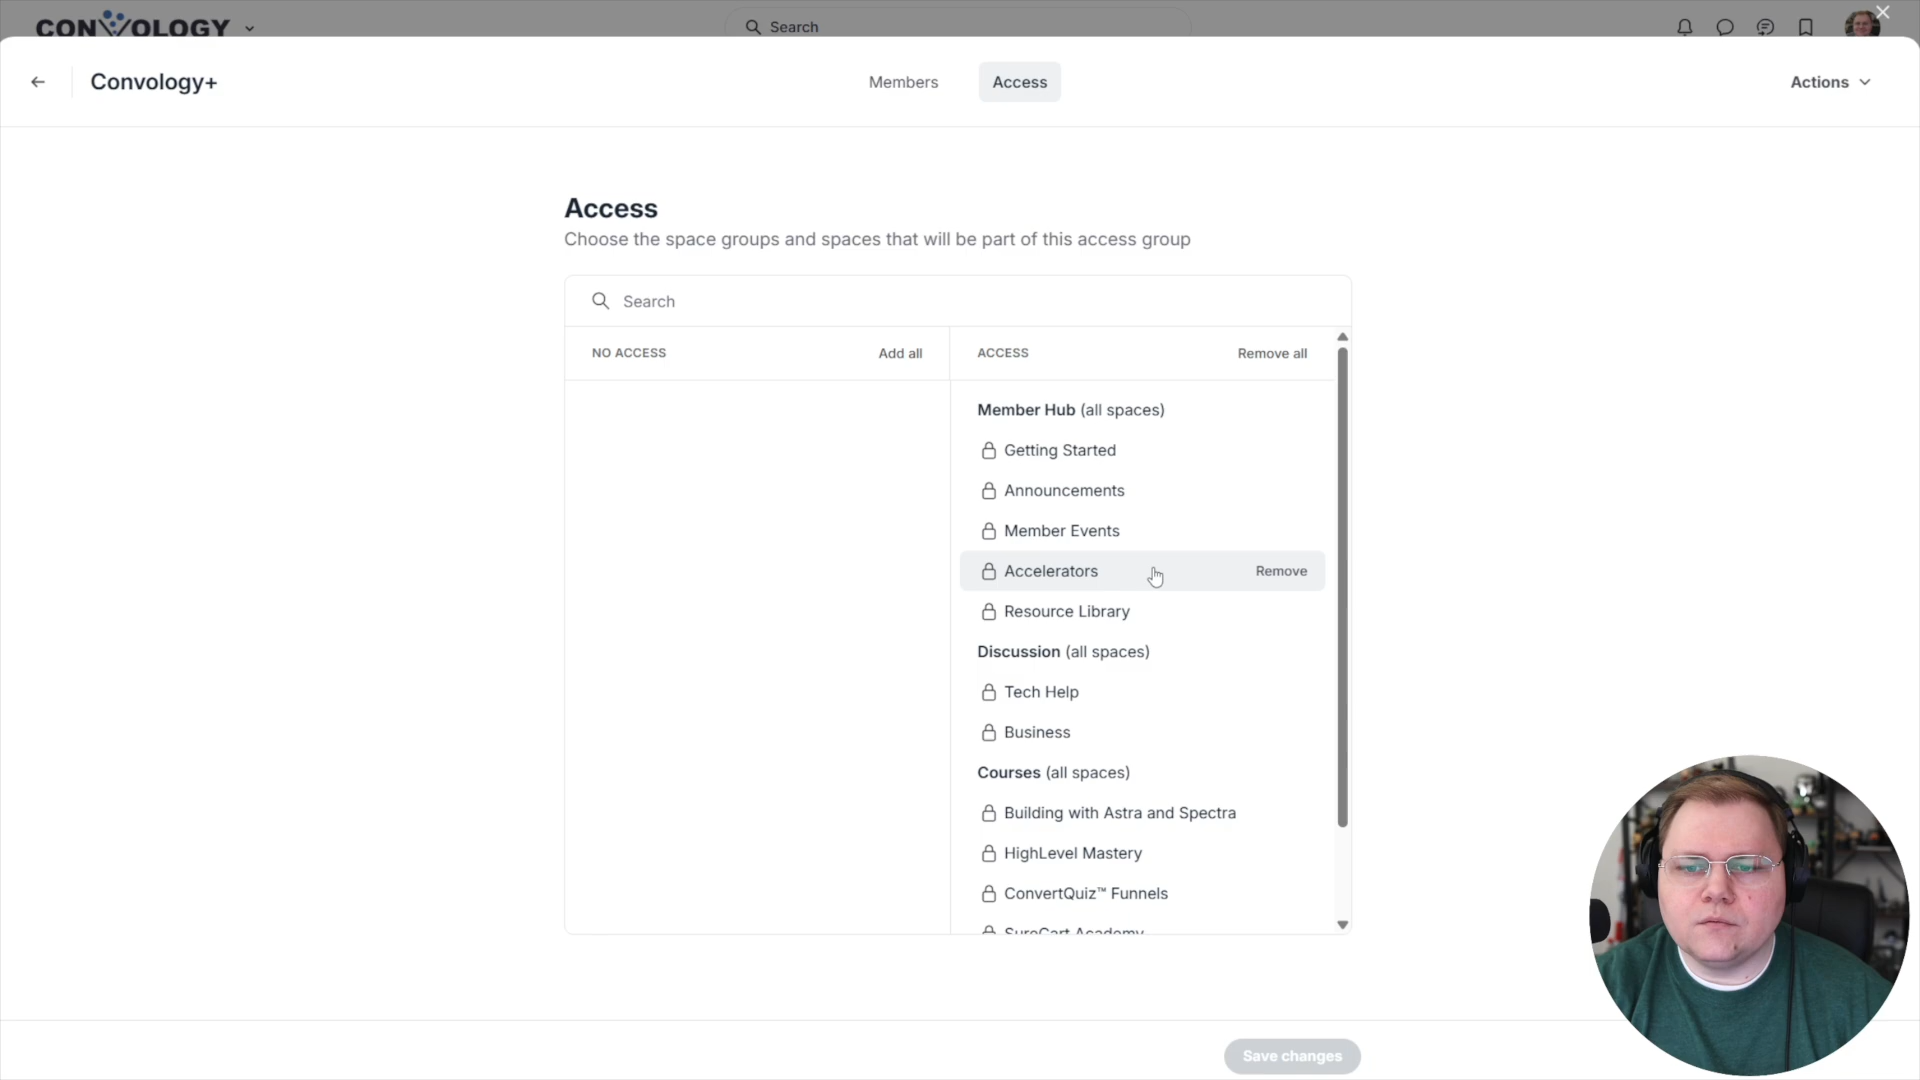 CONVOLOGY
Search
Convology+
Members
Access
Actions
Access
Choose the space groups and spaces that will be part of this access group
Search
NO ACCESS
Add all
ACCESS
Remove all
Member Hub (all spaces)
Getting Started
Announcements
Member Events
Accelerators
Remove
Resource Library
Discussion (all spaces)
Tech Help
Business
Courses (all spaces)
Building with Astra and Spectra
HighLevel Mastery
ConvertQuiz™ Funnels
SureCart Academy
Save changes